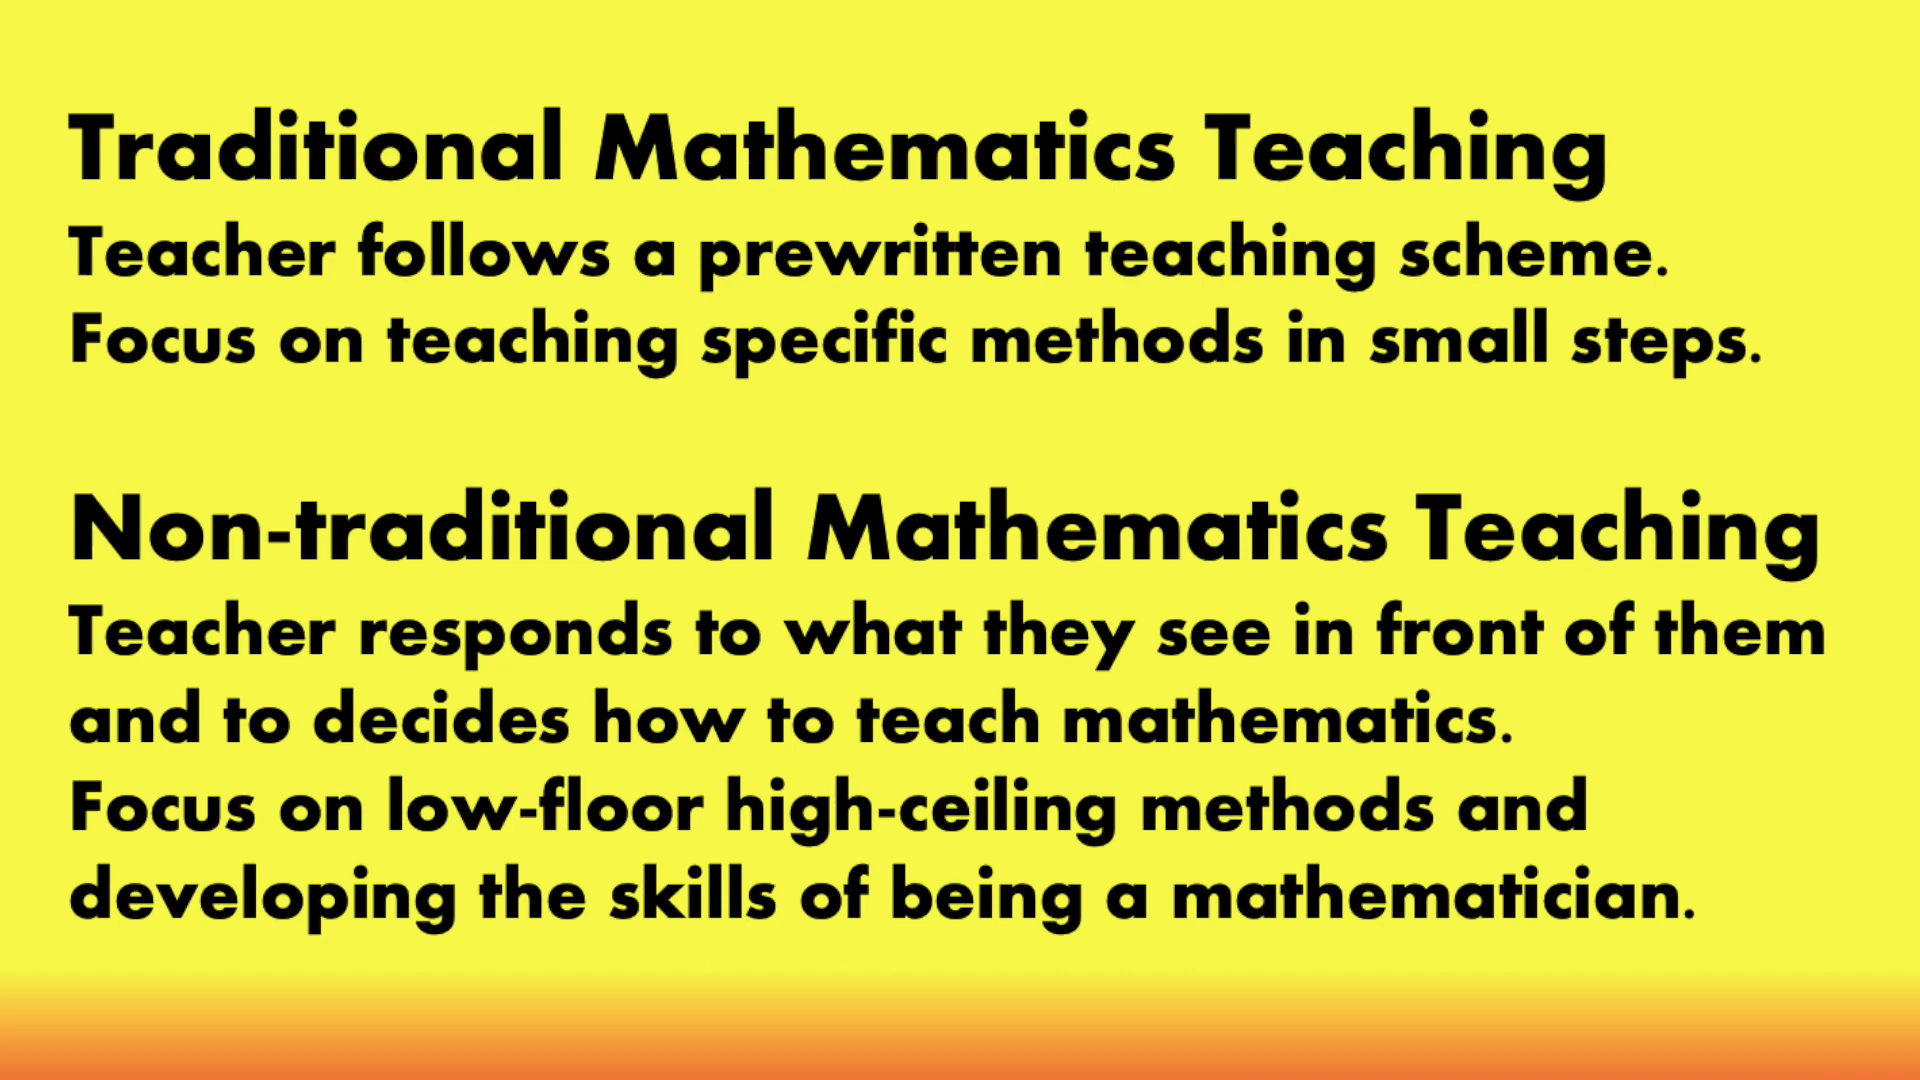 Traditional Mathematics Teaching
Teacher follows a prewritten teaching scheme.
Focus on teaching specific methods in small steps.
Non-traditional Mathematics Teaching
Teacher responds to what they see in front of them
and to decides how to teach mathematics.
Focus on low-floor high-ceiling methods and
developing the skills of being a mathematician.